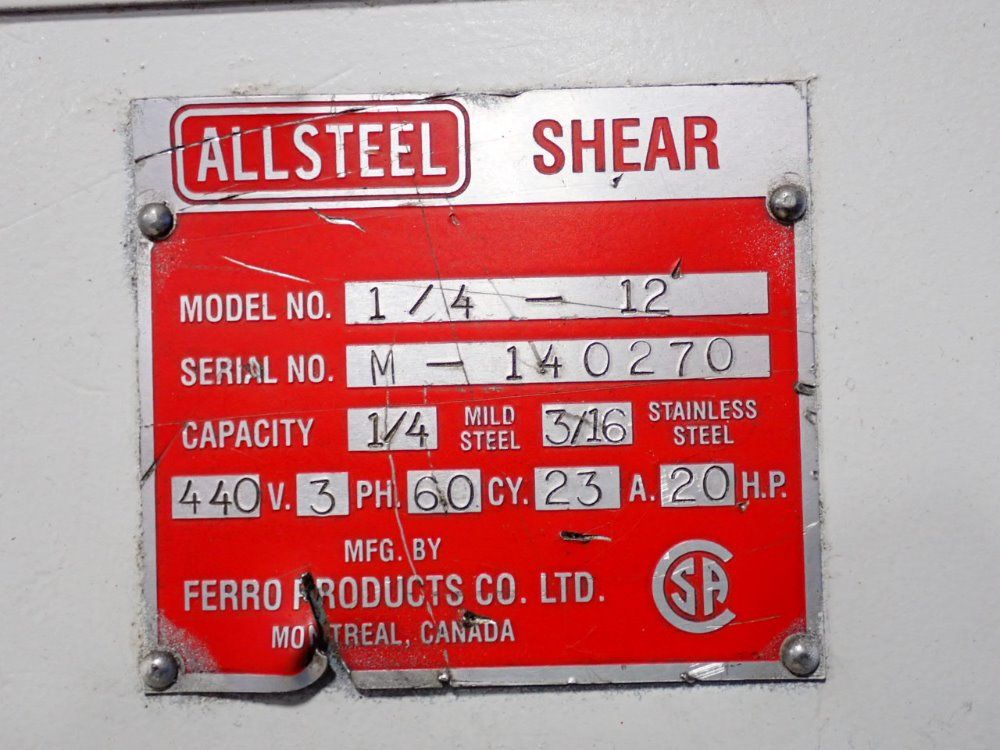 ALLSTEEL SHEAR
MODEL NO. 1/4 - 12
SERIAL NO. M - 140270
CAPACITY 1/4 MILD STEEL 3/16 STAINLESS STEEL
440 V. 3 PH. 60 CY. 23 A. 20 H.P.
MFG. BY
FERRO PRODUCTS CO. LTD.
MONTREAL, CANADA
CSA